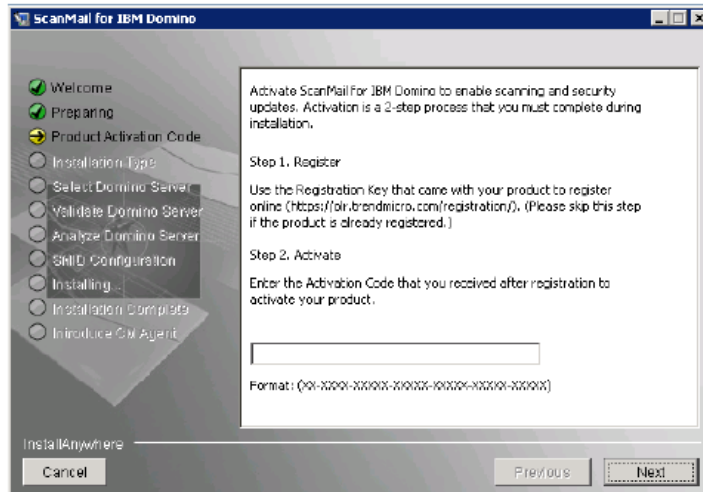 ScanMail for IBM Domino
Welcome
Preparing
Product Activation Code
Installation Type
Select Domino Server
Validate Domino Server
Analyze Domino Server
SMID Configuration
Installing...
Installation Complete
Introduce CM Agent
Activate ScanMail for IBM Domino to enable scanning and security
updates. Activation is a 2-step process that you must complete during
installation.
Step 1. Register
Use the Registration Key that came with your product to register
online (https://olr.trendmicro.com/registration/). (Please skip this step
if the product is already registered.)
Step 2. Activate
Enter the Activation Code that you received after registration to
activate your product.
Format: (XX-XXXX-XXXXX-XXXXX-XXXXX-XXXXX-XXXXX)
InstallAnywhere
Cancel
Previous
Next